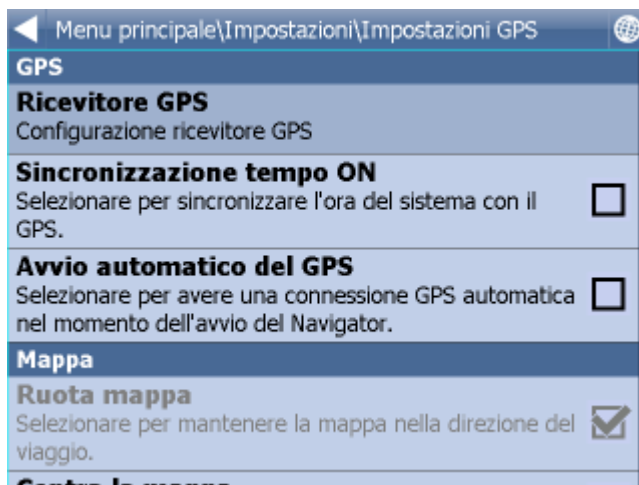 Menu principale\Impostazioni\Impostazioni GPS
GPS
Ricevitore GPS
Configurazione ricevitore GPS
Sincronizzazione tempo ON
Selezionare per sincronizzare l'ora del sistema con il
GPS.
Avvio automatico del GPS
Selezionare per avere una connessione GPS automatica
nel momento dell'avvio del Navigator.
Mappa
Ruota mappa
Selezionare per mantenere la mappa nella direzione del
viaggio.